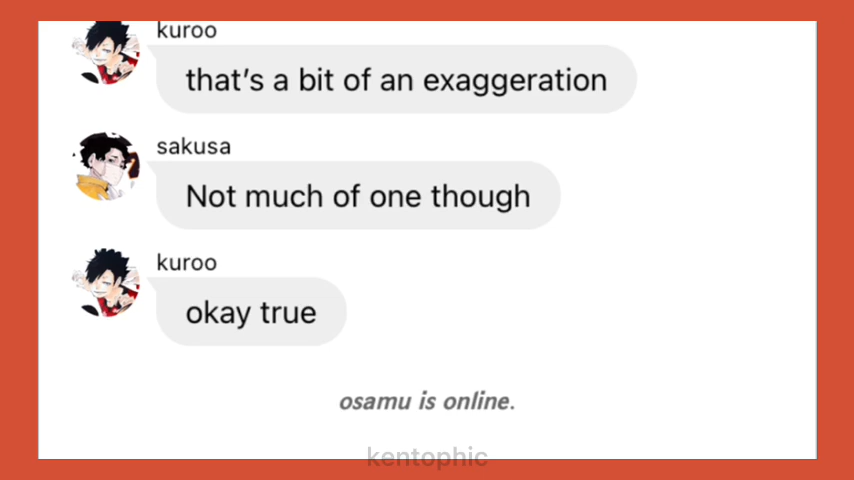 kuroo
that's a bit of an exaggeration
sakusa
Not much of one though
kuroo
okay true
osamu is online.
kentophic